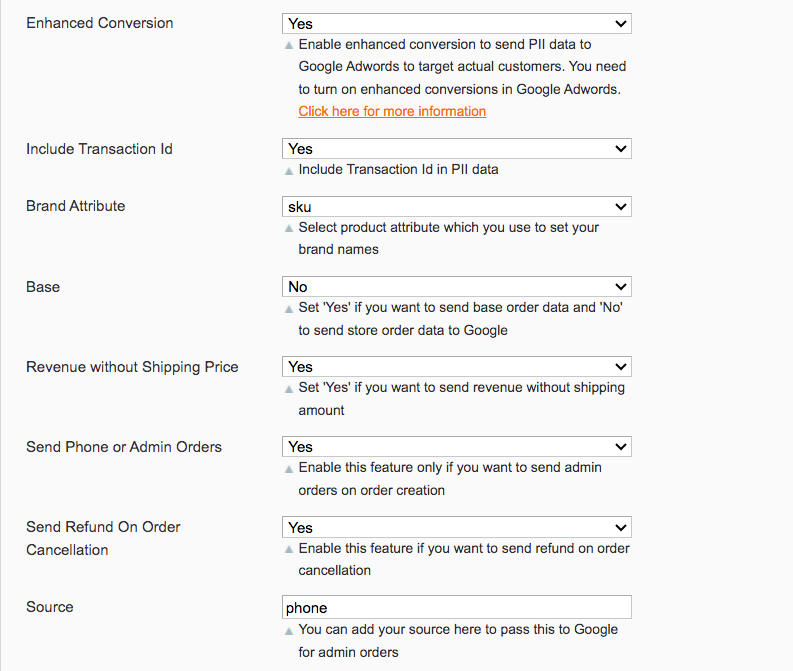 Enhanced Conversion
Yes
Enable enhanced conversion to send PII data to
Google Adwords to target actual customers. You need
to turn on enhanced conversions in Google Adwords.
Click here for more information
Include Transaction Id
Yes
Include Transaction Id in PII data
Brand Attribute
sku
Select product attribute which you use to set your
brand names
Base
No
Set 'Yes' if you want to send base order data and 'No'
to send store order data to Google
Revenue without Shipping Price
Yes
Set 'Yes' if you want to send revenue without shipping
amount
Send Phone or Admin Orders
Yes
Enable this feature only if you want to send admin
orders on order creation
Send Refund On Order
Cancellation
Yes
Enable this feature if you want to send refund on order
cancellation
Source
phone
You can add your source here to pass this to Google
for admin orders